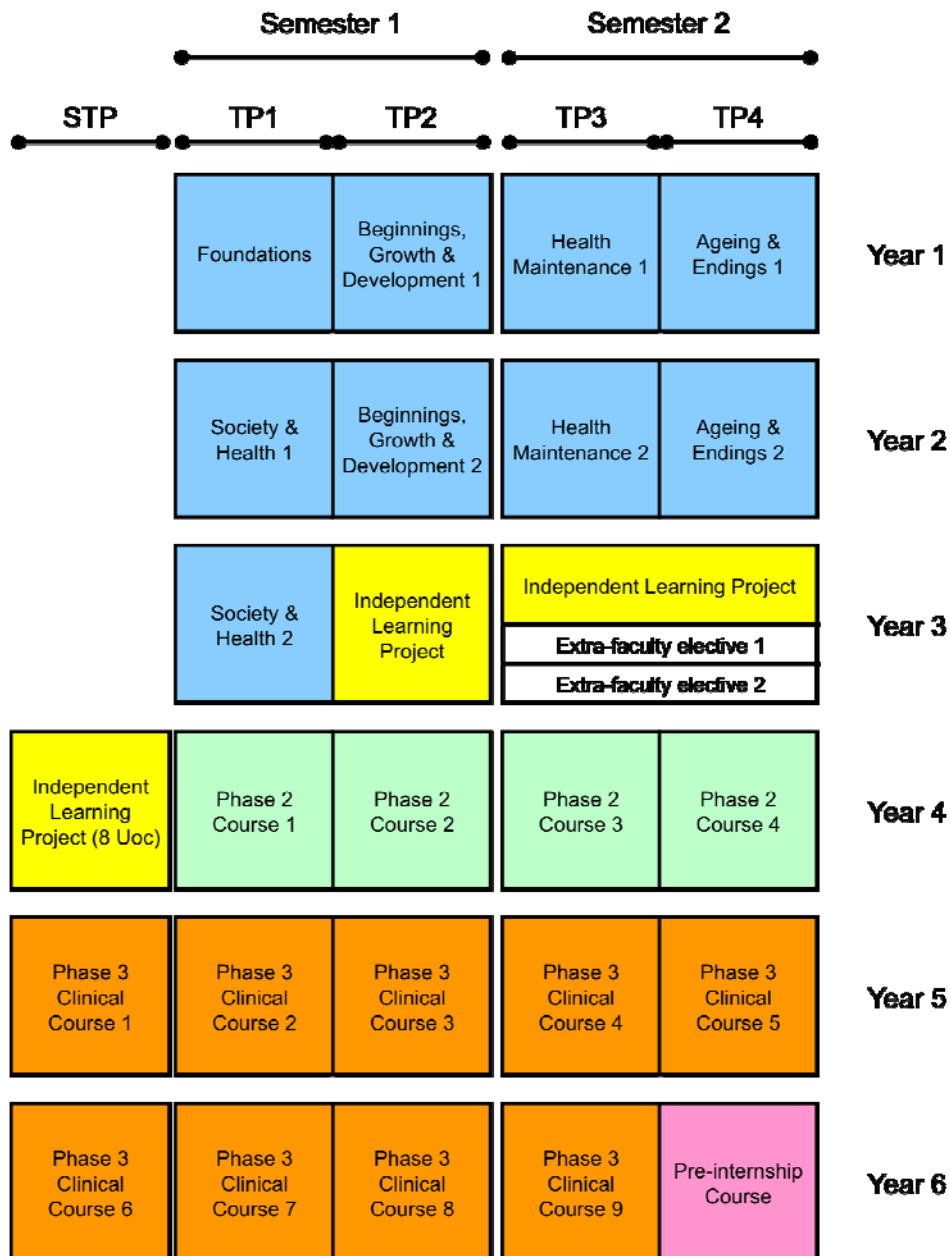 Semester 1
Semester 2
STP
TP1
TP2
TP3
TP4
Foundations
Beginnings,
Growth &
Development 1
Health
Maintenance 1
Ageing &
Endings 1
Year 1
Society &
Health 1
Beginnings,
Growth &
Development 2
Health
Maintenance 2
Ageing &
Endings 2
Year 2
Society &
Health 2
Independent
Learning
Project
Independent Learning Project
Extra-faculty elective 1
Extra-faculty elective 2
Year 3
Independent
Learning
Project (8 Uoc)
Phase 2
Course 1
Phase 2
Course 2
Phase 2
Course 3
Phase 2
Course 4
Year 4
Phase 3
Clinical
Course 1
Phase 3
Clinical
Course 2
Phase 3
Clinical
Course 3
Phase 3
Clinical
Course 4
Phase 3
Clinical
Course 5
Year 5
Phase 3
Clinical
Course 6
Phase 3
Clinical
Course 7
Phase 3
Clinical
Course 8
Phase 3
Clinical
Course 9
Pre-internship
Course
Year 6